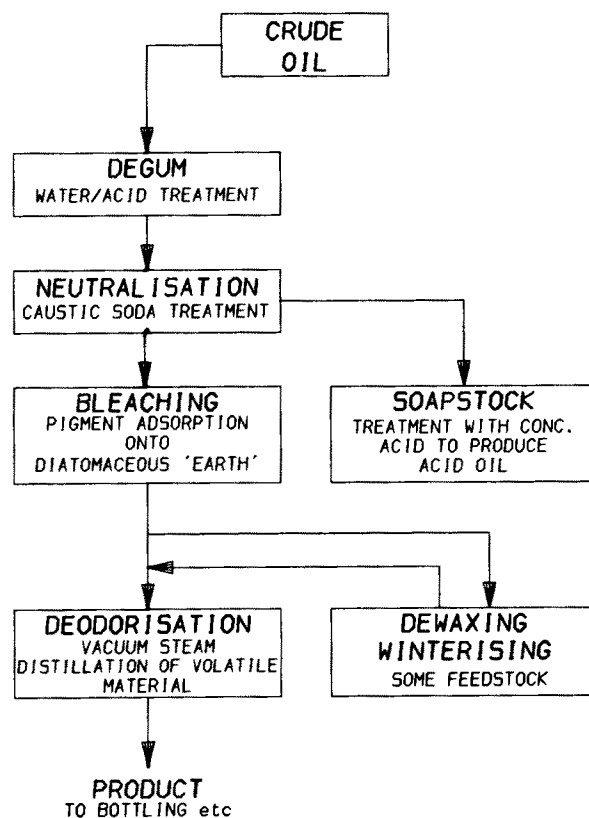 CRUDE
OIL
DEGUM
WATER/ACID TREATMENT
NEUTRALISATION
CAUSTIC SODA TREATMENT
BLEACHING
PIGMENT ADSORPTION
ONTO
DIATOMACEOUS 'EARTH'
SOAPSTOCK
TREATMENT WITH CONC.
ACID TO PRODUCE
ACID OIL
DEODORISATION
VACUUM STEAM
DISTILLATION OF VOLATILE
MATERIAL
DEWAXING
WINTERISING
SOME FEEDSTOCK
PRODUCT
TO BOTTLING etc